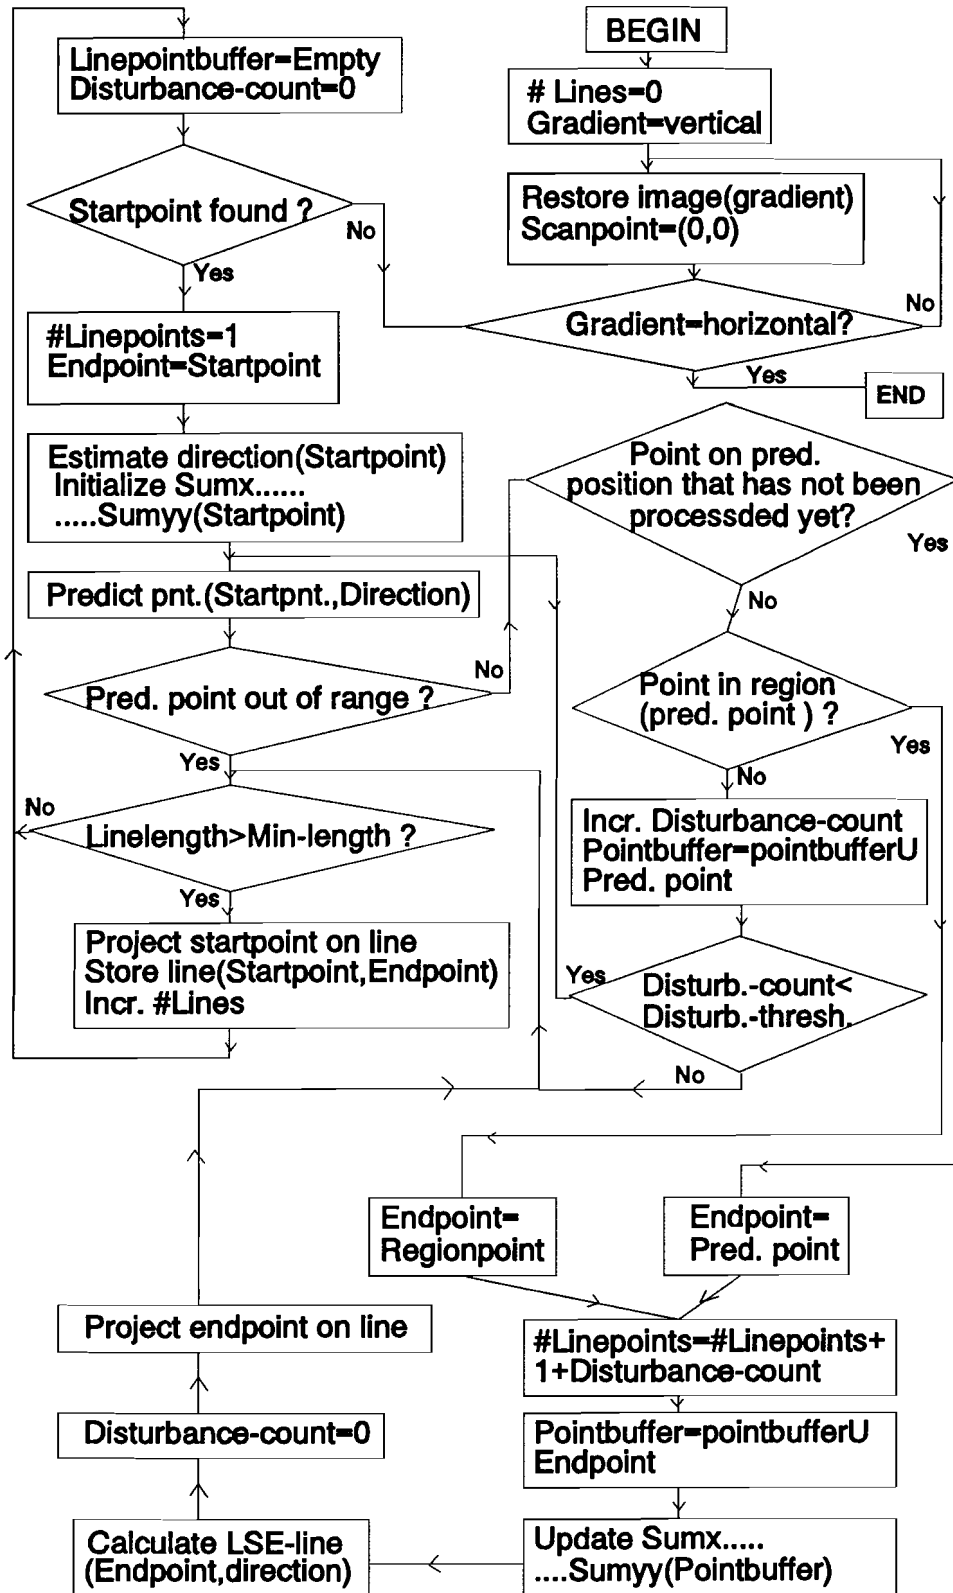 BEGIN
# Lines=0
Gradient=vertical
Restore image(gradient)
Scanpoint=(0,0)
Gradient=horizontal?
No
Yes
END
Linepointbuffer=Empty
Disturbance-count=0
Startpoint found ?
No
Yes
#Linepoints=1
Endpoint=Startpoint
Estimate direction(Startpoint)
Initialize Sumx......
.....Sumyy(Startpoint)
Predict pnt.(Startpnt.,Direction)
Pred. point out of range ?
No
Yes
Linelength>Min-length ?
No
Yes
Project startpoint on line
Store line(Startpoint,Endpoint)
Incr. #Lines
Point on pred.
position that has not been
processded yet?
Yes
No
Point in region
(pred. point ) ?
Yes
No
Incr. Disturbance-count
Pointbuffer=pointbufferU
Pred. point
Disturb.-count<
Disturb.-thresh.
Yes
No
Endpoint=
Regionpoint
Endpoint=
Pred. point
#Linepoints=#Linepoints+
1+Disturbance-count
Pointbuffer=pointbufferU
Endpoint
Update Sumx.....
....Sumyy(Pointbuffer)
Calculate LSE-line
(Endpoint,direction)
Disturbance-count=0
Project endpoint on line